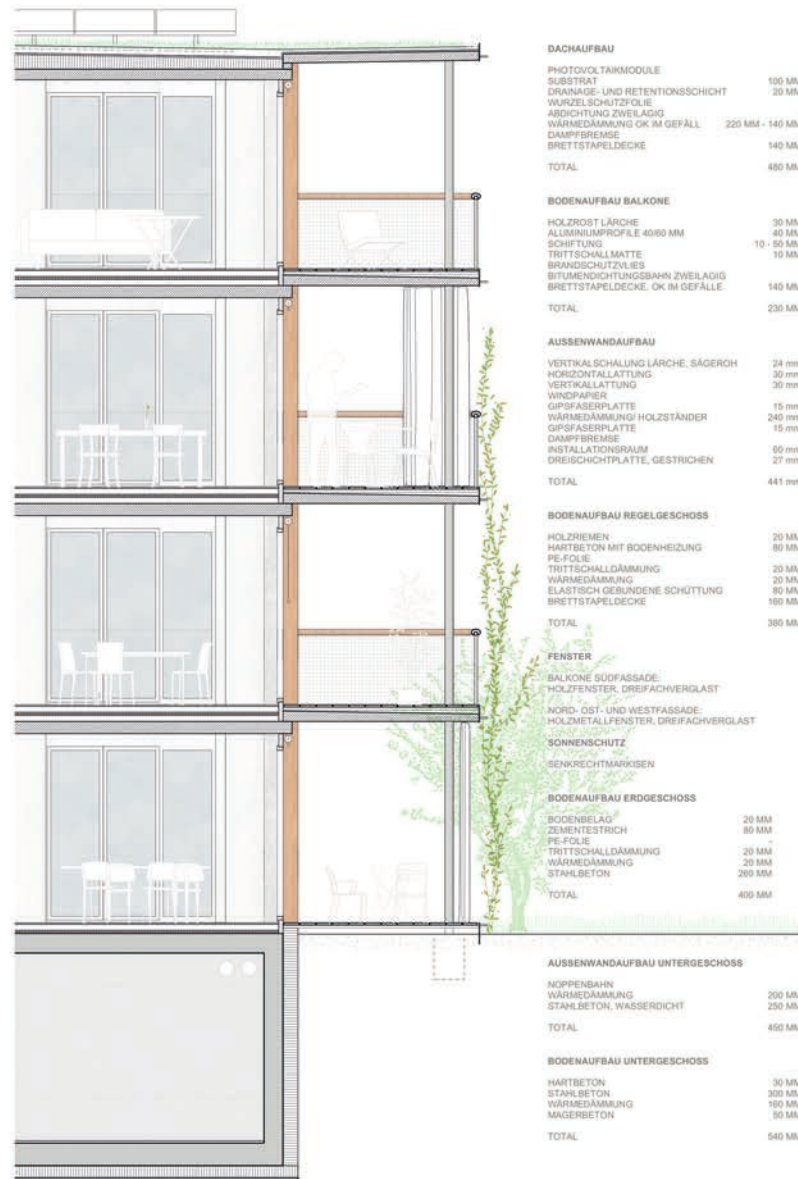 DACHAUFBAU
PHOTOVOLTAIKMODULE
SUBSTRAT 100 MM
DRAINAGE- UND RETENTIONSSCHICHT 20 MM
WURZELSCHUTZFOLIE
ABDICHTUNG ZWEILAGIG
WÄRMEDÄMMUNG OK IM GEFÄLL 220 MM - 140 MM
DAMPFBREMSE
BRETTSTAPELDECKE 140 MM
TOTAL 480 MM
BODENAUFBAU BALKONE
HOLZROST LÄRCHE 30 MM
ALUMINIUMPROFILE 40/60 MM 40 MM
SCHIFTUNG 10 - 50 MM
TRITTSCHALLMATTE 10 MM
BRANDSCHUTZVLIES
BITUMENDICHTUNGSBAHN ZWEILAGIG
BRETTSTAPELDECKE, OK IM GEFÄLLE 140 MM
TOTAL 230 MM
AUSSENWANDAUFBAU
VERTIKALSCHALUNG LÄRCHE, SÄGEROH 24 mm
HORIZONTALLATTUNG 30 mm
VERTIKALLATTUNG 30 mm
WINDPAPIER
GIPSFASERPLATTE 15 mm
WÄRMEDÄMMUNG/ HOLZSTÄNDER 240 mm
GIPSFASERPLATTE 15 mm
DAMPFBREMSE
INSTALLATIONSRAUM 60 mm
DREISCHICHTPLATTE, GESTRICHEN 27 mm
TOTAL 441 mm
BODENAUFBAU REGELGESCHOSS
HOLZRIEMEN 20 MM
HARTBETON MIT BODENHEIZUNG 80 MM
PE-FOLIE
TRITTSCHALLDÄMMUNG 20 MM
WÄRMEDÄMMUNG 20 MM
ELASTISCH GEBUNDENE SCHÜTTUNG 80 MM
BRETTSTAPELDECKE 160 MM
TOTAL 380 MM
FENSTER
BALKONE SÜDFASSADE:
HOLZFENSTER, DREIFACHVERGLAST
NORD- OST- UND WESTFASSADE:
HOLZMETALLFENSTER, DREIFACHVERGLAST
SONNENSCHUTZ
SENKRECHTMARKISEN
BODENAUFBAU ERDGESCHOSS
BODENBELAG 20 MM
ZEMENTESTRICH 80 MM
PE-FOLIE -
TRITTSCHALLDÄMMUNG 20 MM
WÄRMEDÄMMUNG 20 MM
STAHLBETON 260 MM
TOTAL 400 MM
AUSSENWANDAUFBAU UNTERGESCHOSS
NOPPENBAHN
WÄRMEDÄMMUNG 200 MM
STAHLBETON, WASSERDICHT 250 MM
TOTAL 450 MM
BODENAUFBAU UNTERGESCHOSS
HARTBETON 30 MM
STAHLBETON 300 MM
WÄRMEDÄMMUNG 160 MM
MAGERBETON 50 MM
TOTAL 540 MM